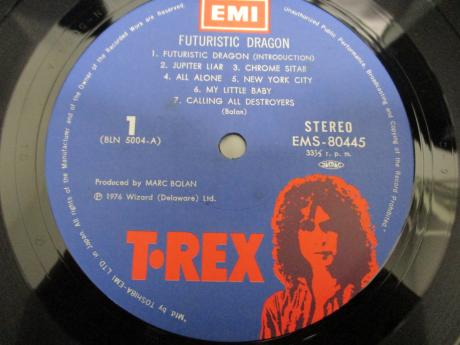 EMI
FUTURISTIC DRAGON
1. FUTURISTIC DRAGON (INTRODUCTION)
2. JUPITER LIAR 3. CHROME SITAR
4. ALL ALONE 5. NEW YORK CITY
6. MY LITTLE BABY
7. CALLING ALL DESTROYERS
(Bolan)
1
(BLN 5004-A)
STEREO
EMS-80445
33⅓ r. p. m.
Produced by MARC BOLAN
℗ 1976 Wizard (Delaware) Ltd.
T•REX
"Mfd by TOSHIBA-EMI LTD in Japan All rights of the Manufacturer and of the Owner of the Recorded Work are Reserved. Unauthorized Public Performance, Broadcasting and Copying of the Record Prohibited"